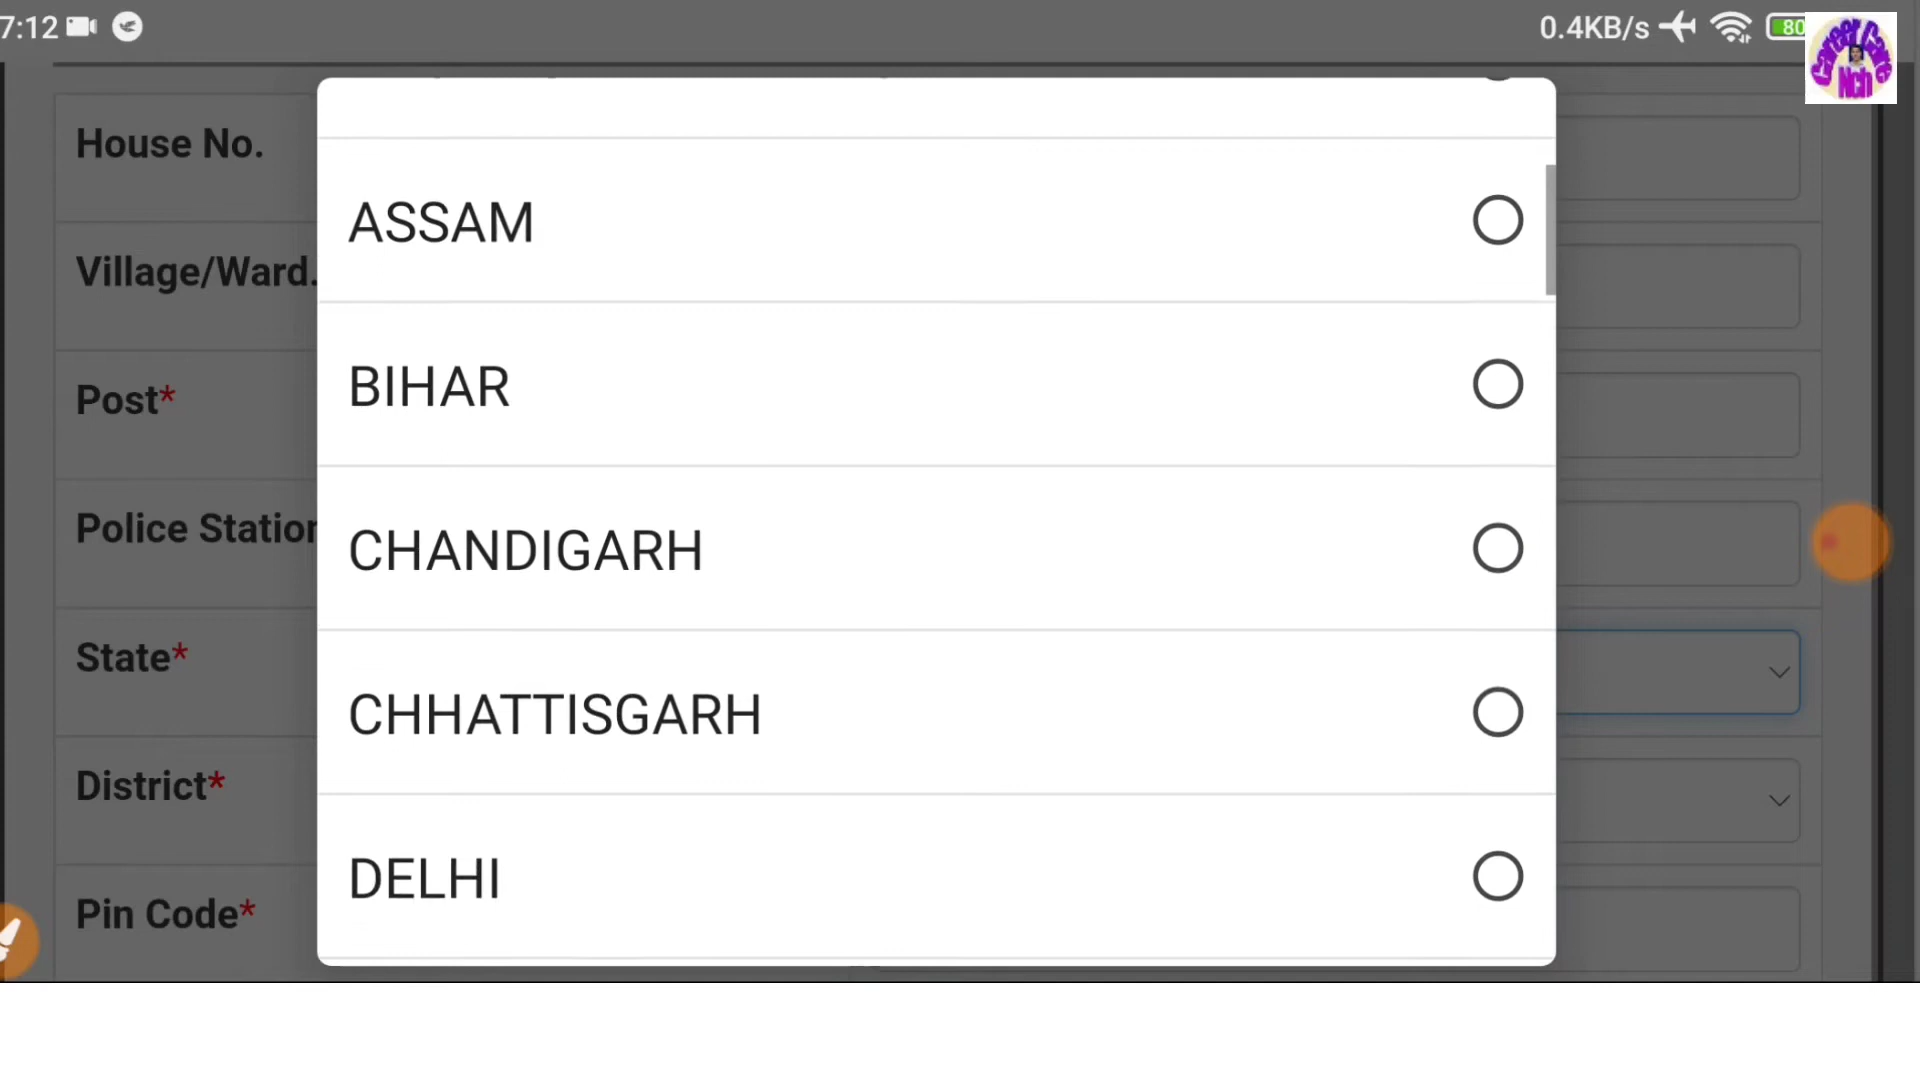 7:12
0.4KB/s
80
House No.
Village/Ward.
Post*
Police Station
State*
District*
Pin Code*
ASSAM
BIHAR
CHANDIGARH
CHHATTISGARH
DELHI